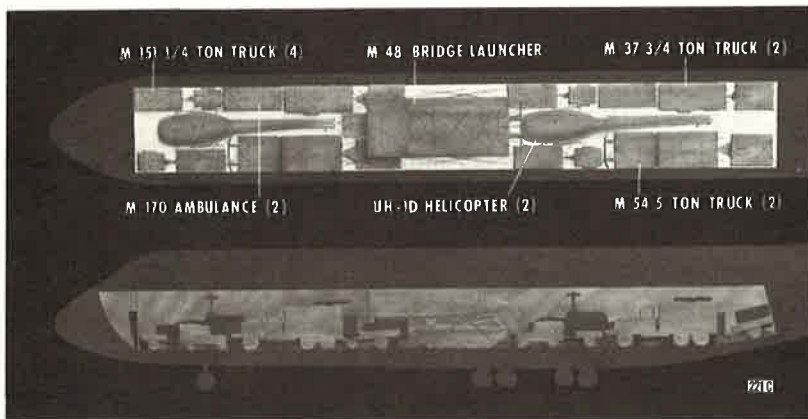 M 151 1/4 TON TRUCK (4)
M 48 BRIDGE LAUNCHER
M 37 3/4 TON TRUCK (2)
M 170 AMBULANCE (2)
UH-1D HELICOPTER (2)
M 54 5 TON TRUCK (2)
221C